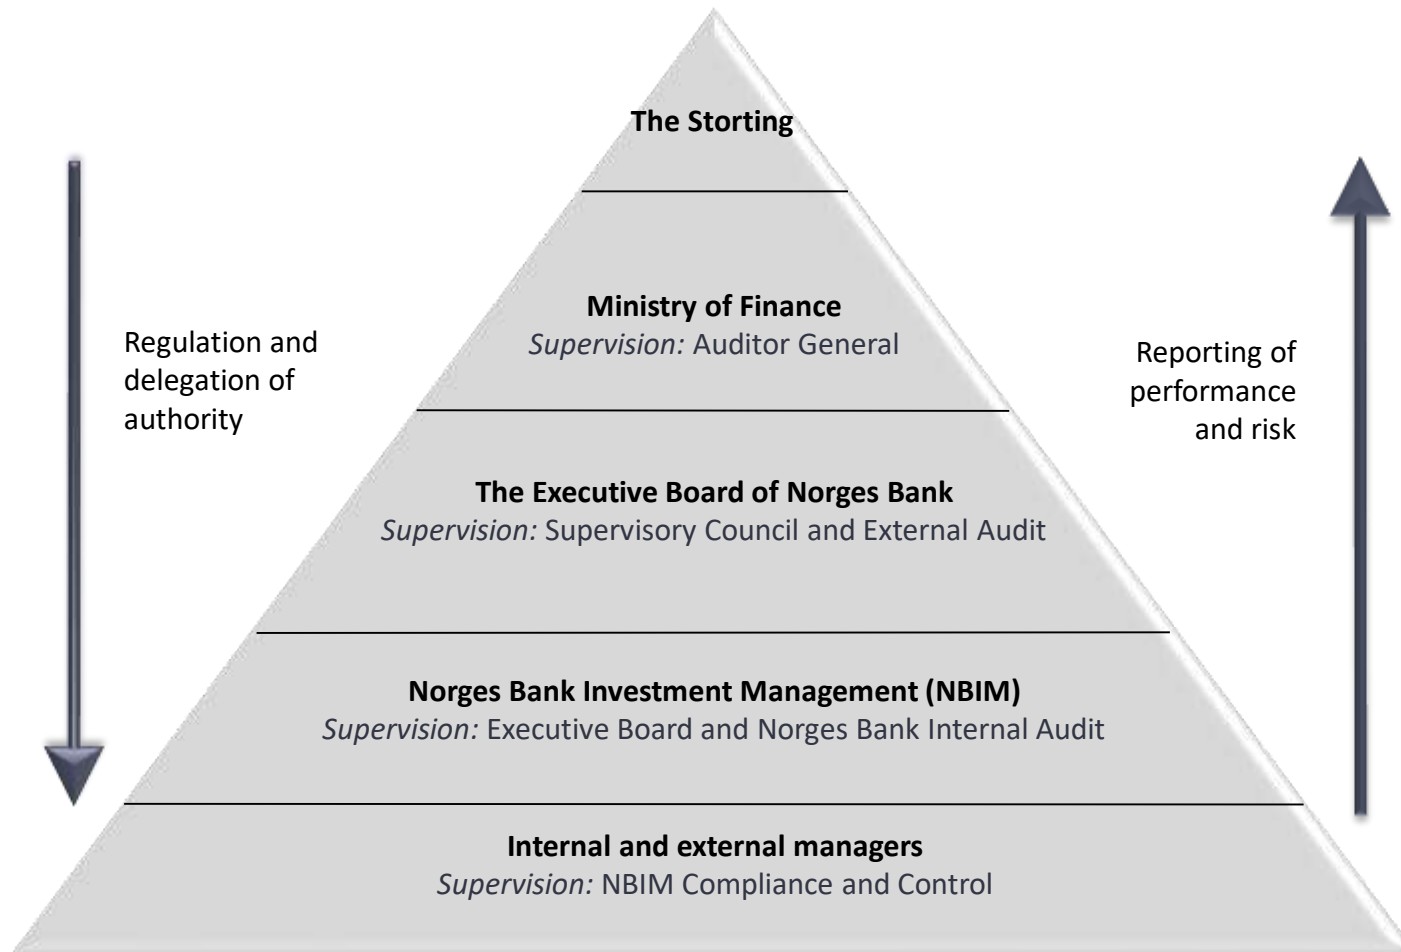 The Storting
Ministry of Finance
Supervision: Auditor General
Regulation and
delegation of
authority
Reporting of
performance
and risk
The Executive Board of Norges Bank
Supervision: Supervisory Council and External Audit
Norges Bank Investment Management (NBIM)
Supervision: Executive Board and Norges Bank Internal Audit
Internal and external managers
Supervision: NBIM Compliance and Control